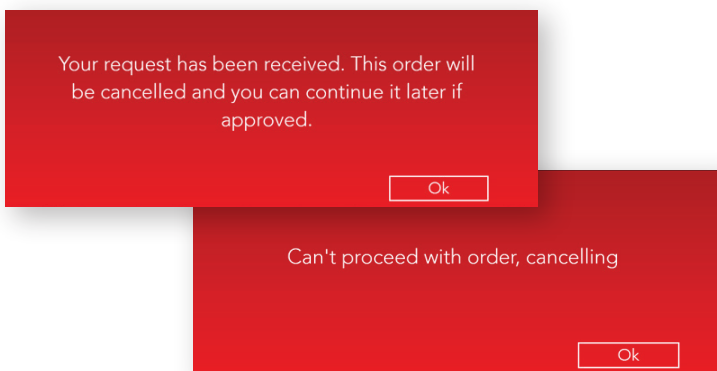 Your request has been received. This order will
be cancelled and you can continue it later if
approved.
Ok
Can't proceed with order, cancelling
Ok